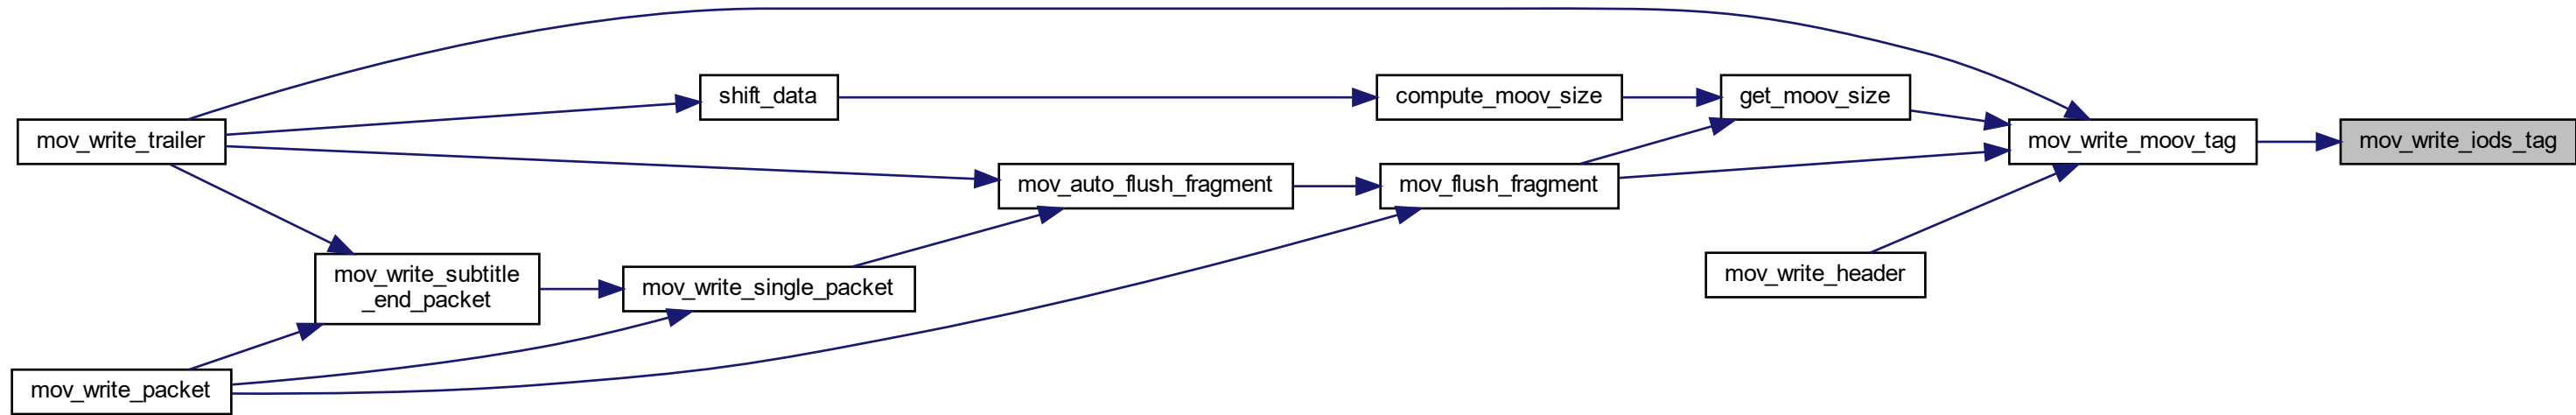 shift_data
compute_moov_size
get_moov_size
mov_write_trailer
mov_write_moov_tag
mov_write_iods_tag
mov_auto_flush_fragment
mov_flush_fragment
mov_write_subtitle
_end_packet
mov_write_single_packet
mov_write_header
mov_write_packet